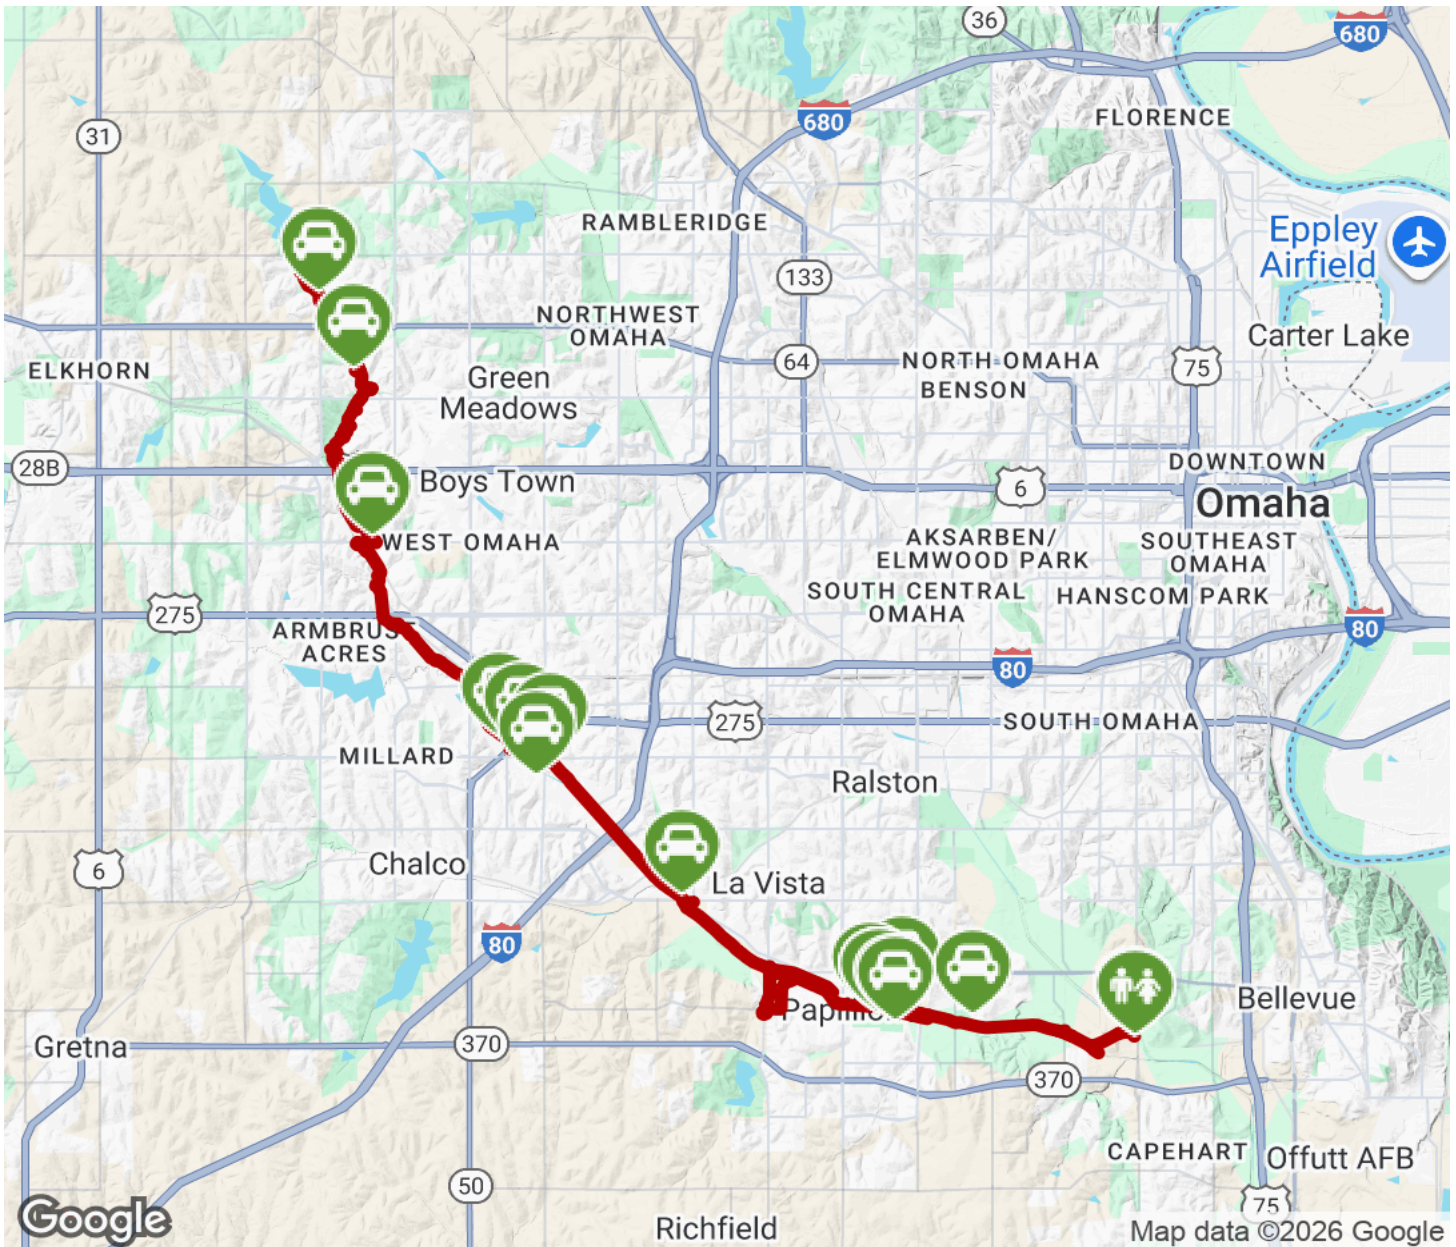 36
680
680
FLORENCE
31
RAMBLERIDGE
Eppley
Airfield
133
NORTHWEST
OMAHA
Carter Lake
64
NORTH OMAHA
75
ELKHORN
Green
Meadows
BENSON
28B
Boys Town
DOWNTOWN
6
Omaha
WEST OMAHA
AKSARBEN/
ELMWOOD PARK
SOUTHEAST
OMAHA
SOUTH CENTRAL
OMAHA
HANSCOM PARK
275
ARMBRUST
ACRES
80
80
275
SOUTH OMAHA
MILLARD
Ralston
Chalco
6
La Vista
80
Papillion
Bellevue
Gretna
370
370
CAPEHART
Offutt AFB
50
75
Google
Richfield
Map data ©2026 Google